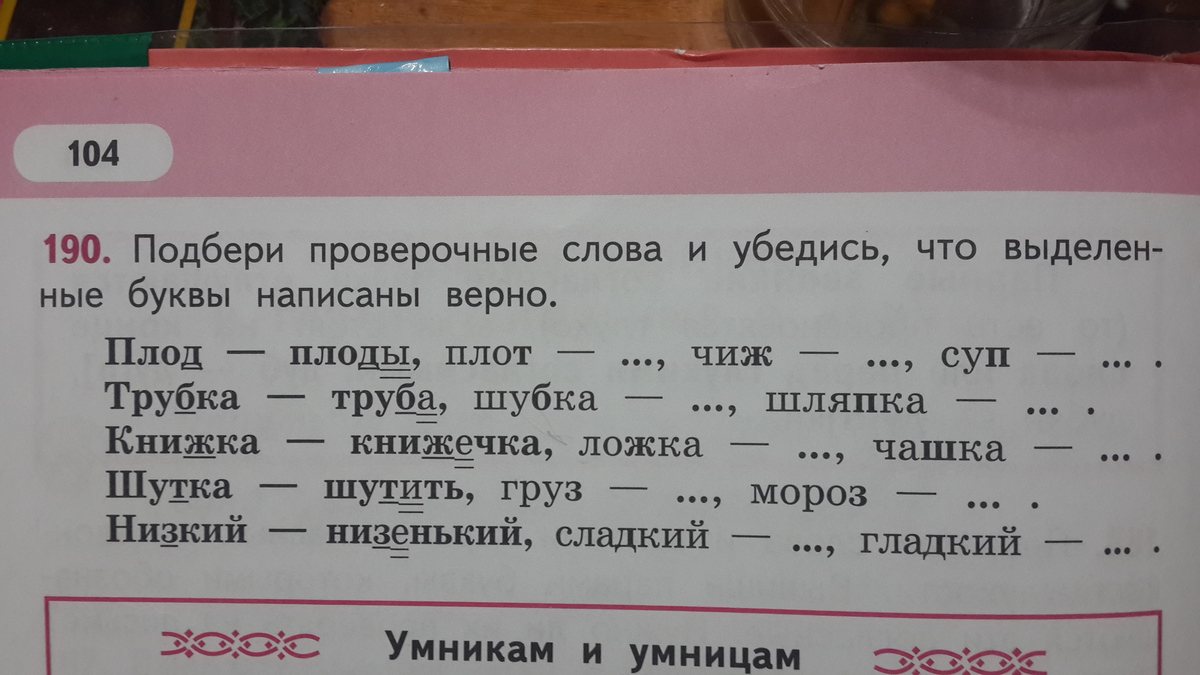 104
190. Подбери проверочные слова и убедись, что выделен-
ные буквы написаны верно.
Плод — плоды, плот — ..., чиж — ..., суп — ... .
Трубка — труба, шубка — ..., шляпка — ... .
Книжка — книжечка, ложка — ..., чашка — ... .
Шутка — шутить, груз — ..., мороз — ... .
Низкий — низенький, сладкий — ..., гладкий — ... .
Умникам и умницам